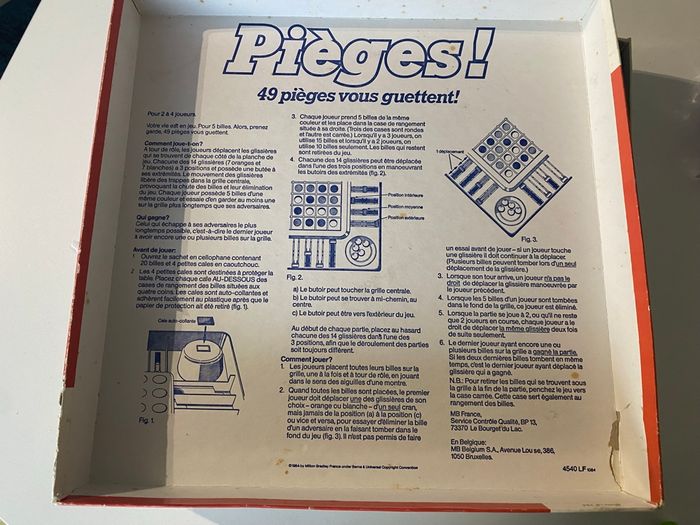 Pièges!
49 pièges vous guettent!
Pour 2 à 4 joueurs.
Votre vie est en jeu. Pour 5 billes. Alors, prenez
garde, 49 pièges vous guettent.
Comment joue-t-on?
A tour de rôle, les joueurs déplacent les glissières
qui se trouvent de chaque côté de la planche de
jeu. Chacune des 14 glissières (7 oranges et
7 blanches) a 3 positions et possède une butée à
ses extrémités. Le mouvement des glissières
libère des trappes dans la grille centrale,
provoquant la chute des billes et leur élimination
du jeu. Chaque joueur possède 5 billes d'une
même couleur et essaie d'en garder au moins une
sur la grille plus longtemps que ses adversaires.
Qui gagne?
Celui qui échappe à ses adversaires le plus
longtemps possible, c'est-à-dire le dernier joueur
à avoir encore une ou plusieurs billes sur la grille.
Avant de jouer:
1 Ouvrez le sachet en cellophane contenant
20 billes et 4 petites cales en caoutchouc.
2 Les 4 petites cales sont destinées à protéger la
table. Placez chaque cale AU-DESSOUS des
cases de rangement des billes situées aux
quatre coins. Les cales sont auto-collantes et
adhèrent facilement au plastique après que le
papier de protection ait été retiré (fig. 1).
Cale auto-collante
Fig. 1.
3. Chaque joueur prend 5 billes de la même
couleur et les place dans la case de rangement
située à sa droite. (Trois des cases sont rondes
et l'autre est carrée.) Lorsqu'il y a 3 joueurs, on
utilise 15 billes et lorsqu'il y a 2 joueurs, on
utilise 10 billes seulement. Les billes qui restent
sont retirées du jeu.
4. Chacune des 14 glissières peut être déplacée
dans l'une des trois positions en manoeuvrant
les butoirs des extrémités (fig. 2).
Position intérieure
Position moyenne
Position extérieure
Fig. 2.
a) Le butoir peut toucher la grille centrale.
b) Le butoir peut se trouver à mi-chemin, au
centre.
c) Le butoir peut être vers l'extérieur du jeu.
Au début de chaque partie, placez au hasard
chacune des 14 glissières dans l'une des
3 positions, afin que le déroulement des parties
soit toujours différent.
Comment jouer?
1. Les joueurs placent toutes leurs billes sur la
grille, une à la fois et à tour de rôle, en jouant
dans le sens des aiguilles d'une montre.
2. Quand toutes les billes sont placées, le premier
joueur doit déplacer une des glissières de son
choix – orange ou blanche – d'un seul cran,
mais jamais de la position (a) à la position (c)
ou vice et versa, pour essayer d'éliminer la bille
d'un adversaire en la faisant tomber dans le
fond du jeu (fig. 3). Il n'est pas permis de faire
1 déplacement
Fig. 3.
un essai avant de jouer – si un joueur touche
une glissière il doit continuer à la déplacer.
(Plusieurs billes peuvent tomber lors d'un seul
déplacement de la glissière.)
3. Lorsque son tour arrive, un joueur n'a pas le
droit de déplacer la glissière manoeuvrée par
le joueur précédent.
4. Lorsque les 5 billes d'un joueur sont tombées
dans le fond de la grille, ce joueur est éliminé.
5. Lorsque la partie se joue à 2, ou qu'il ne reste
que 2 joueurs en course, chaque joueur a le
droit de déplacer la même glissière deux fois
de suite seulement.
6. Le dernier joueur ayant encore une ou
plusieurs billes sur la grille a gagné la partie.
Si les deux dernières billes tombent en même
temps, c'est le dernier joueur ayant déplacé la
glissière qui a gagné.
N.B.: Pour retirer les billes qui se trouvent sous
la grille à la fin de la partie, penchez le jeu vers
la case carrée. Cette case sert également au
rangement des billes.
MB France,
Service Contrôle Qualité, BP 13,
73370 Le Bourget du Lac.
En Belgique:
MB Belgium S.A., Avenue Louise, 386,
1050 Bruxelles.
©1984 by Milton Bradley France under Berne & Universal Copyright Convention
4540 LF 1084